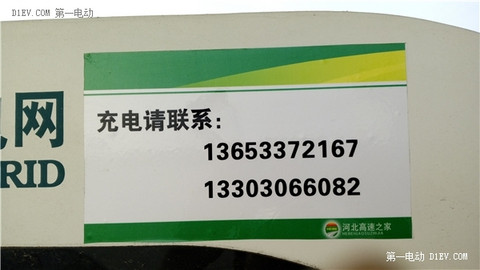 D1EV.COM 第一电动
网
RID
充电请联系：
13653372167
13303066082
河北高速之家
第一电动 D1EV.COM